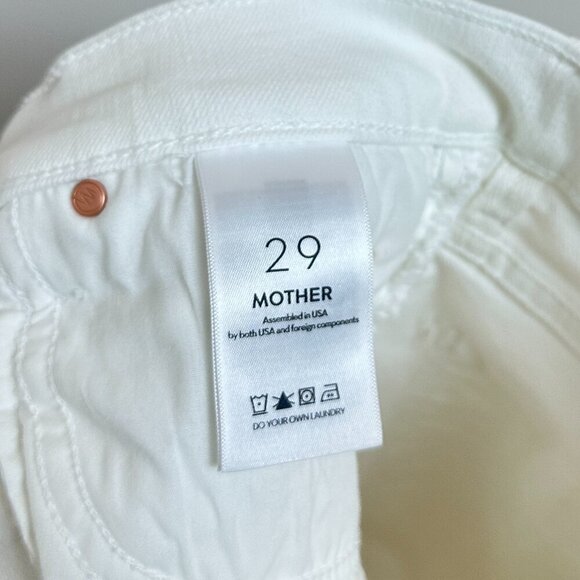 29
MOTHER
Assembled in USA
by both USA and foreign components
DO YOUR OWN LAUNDRY